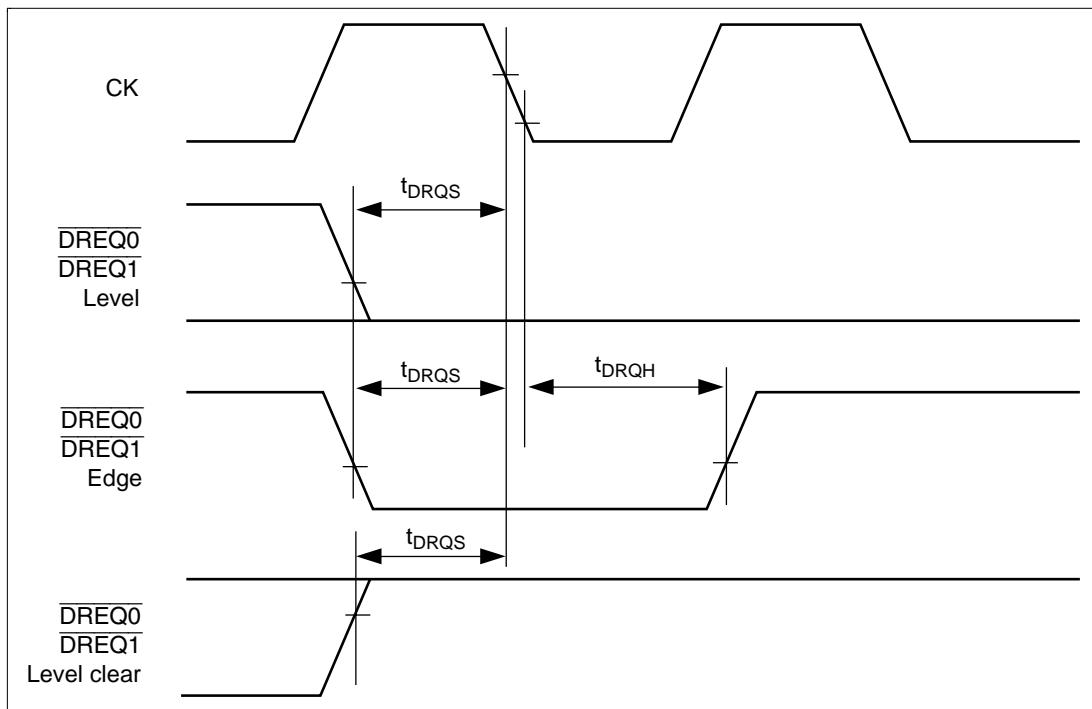 CK
tDRQS
DREQ0
DREQ1
Level
tDRQS
tDRQH
DREQ0
DREQ1
Edge
tDRQS
DREQ0
DREQ1
Level clear